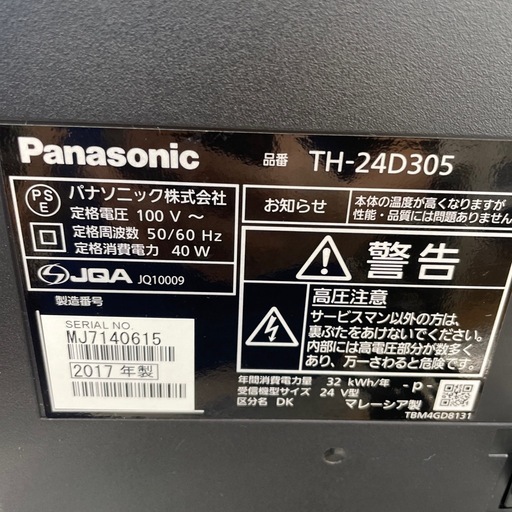 Panasonic 品番 TH-24D305
PSE
パナソニック株式会社
定格電圧 100 V ～
定格周波数 50/60 Hz
定格消費電力 40 W
JQA JQ10009
製造番号
SERIAL NO.
MJ7140615
2017 年製
お知らせ
本体の温度が高くなりますが
性能・品質には問題ありません
警告
高圧注意
サービスマン以外の方は、
裏ぶたをあけないでください。
内部には高電圧部分が数多く
あり、万一さわると危険です。
年間消費電力量 32 kWh/年
受信機型サイズ 24 V型
区分名 DK
-p-
マレーシア製
TBM4GD8131